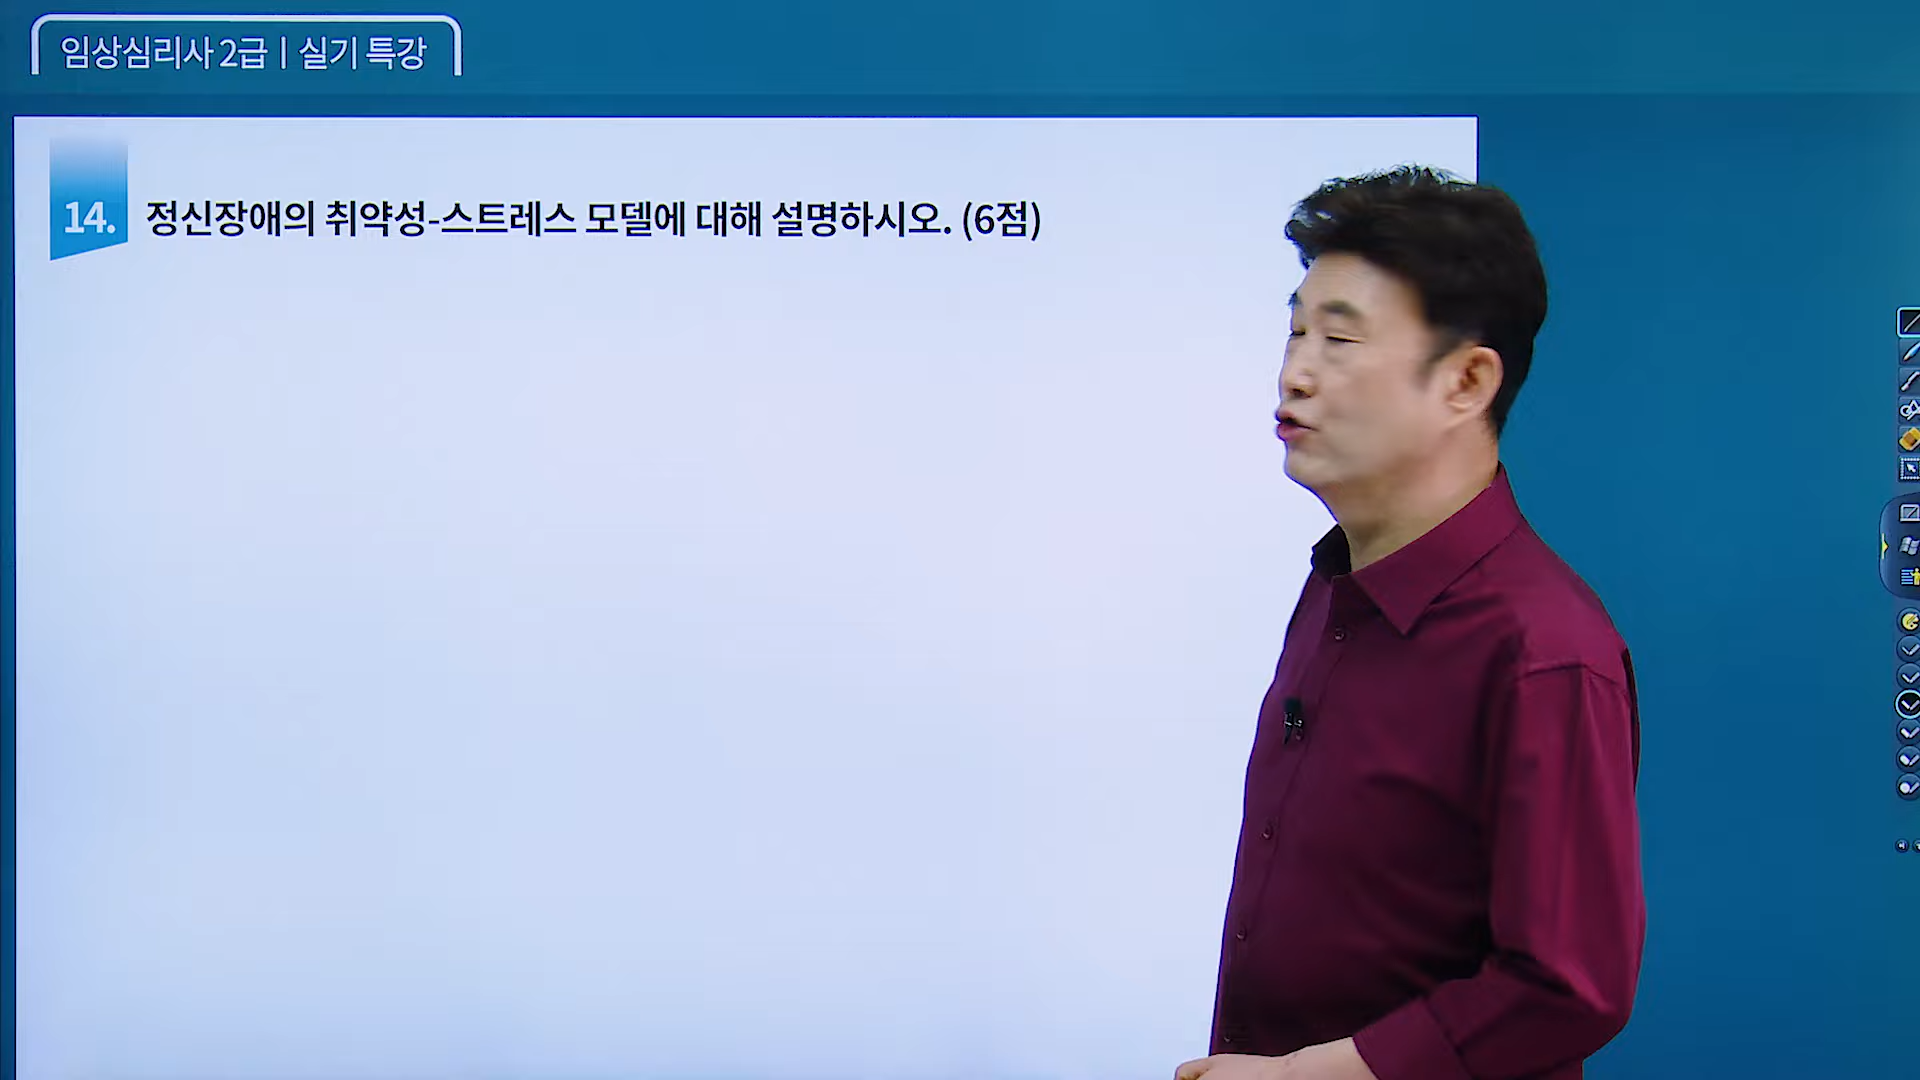 임상심리사 2급 | 실기 특강
14. 정신장애의 취약성-스트레스 모델에 대해 설명하시오. (6점)